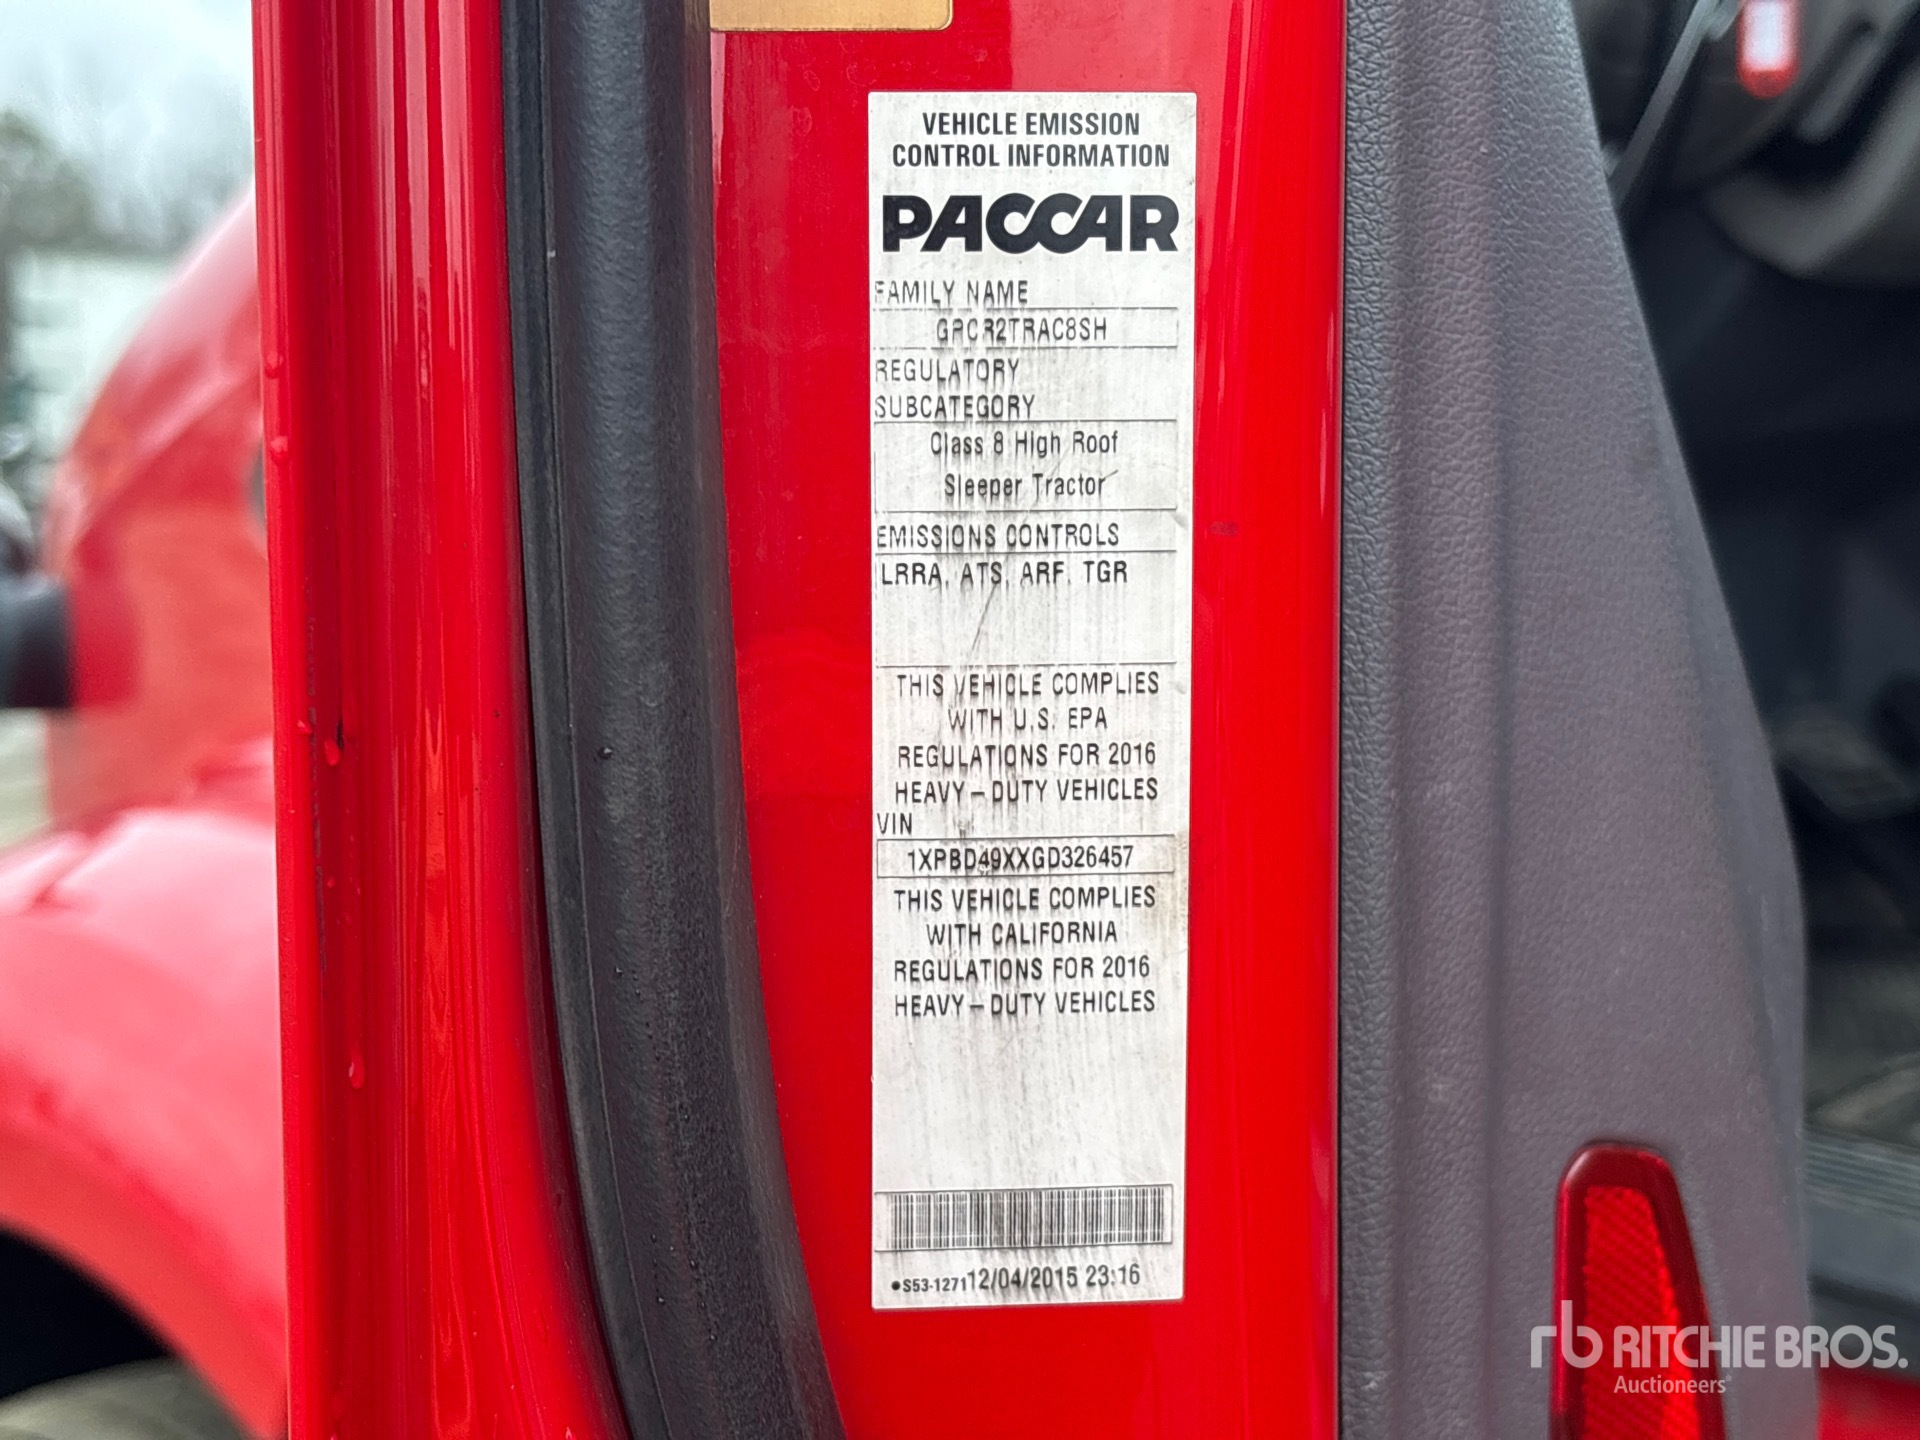 VEHICLE EMISSION
CONTROL INFORMATION
PACCAR
FAMILY NAME
GPCR2TRAC8SH
REGULATORY
SUBCATEGORY
Class 8 High Roof
Sleeper Tractor
EMISSIONS CONTROLS
LRRA, ATS, ARF, TGR
THIS VEHICLE COMPLIES
WITH U.S. EPA
REGULATIONS FOR 2016
HEAVY-DUTY VEHICLES
VIN
1XPBD49XXGD326457
THIS VEHICLE COMPLIES
WITH CALIFORNIA
REGULATIONS FOR 2016
HEAVY-DUTY VEHICLES
•S53-1271 12/04/2015 23:16
rb RITCHIE BROS.
Auctioneers